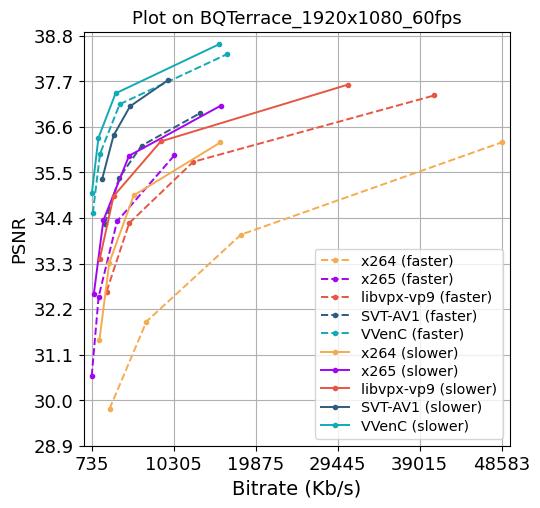 Plot on BQTerrace_1920x1080_60fps
38.8
37.7
36.6
35.5
34.4
33.3
32.2
31.1
30.0
28.9
PSNR
x264 (faster)
x265 (faster)
libvpx-vp9 (faster)
SVT-AV1 (faster)
VVenC (faster)
x264 (slower)
x265 (slower)
libvpx-vp9 (slower)
SVT-AV1 (slower)
VVenC (slower)
735 10305 19875 29445 39015 48583
Bitrate (Kb/s)